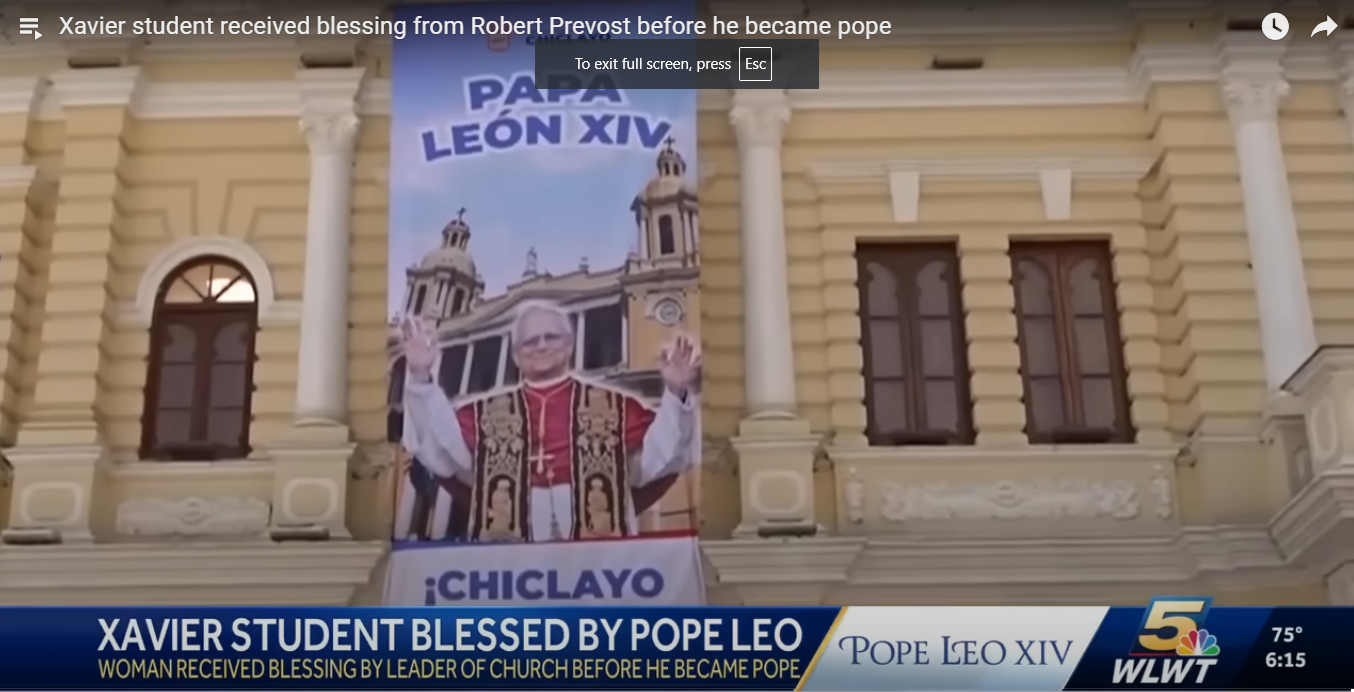 Xavier student received blessing from Robert Prevost before he became pope
To exit full screen, press Esc
CHICLAYO
PAPA
LEÓN XIV
¡CHICLAYO
XAVIER STUDENT BLESSED BY POPE LEO
WOMAN RECEIVED BLESSING BY LEADER OF CHURCH BEFORE HE BECAME POPE
POPE LEO XIV
5
WLWT
75°
6:15